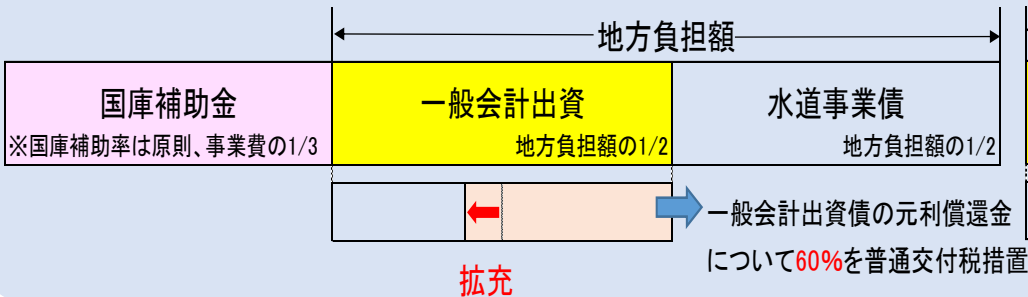 地方負担額
国庫補助金
※国庫補助率は原則、事業費の1/3
一般会計出資
地方負担額の1/2
水道事業債
地方負担額の1/2
一般会計出資債の元利償還金
について60%を普通交付税措置
拡充